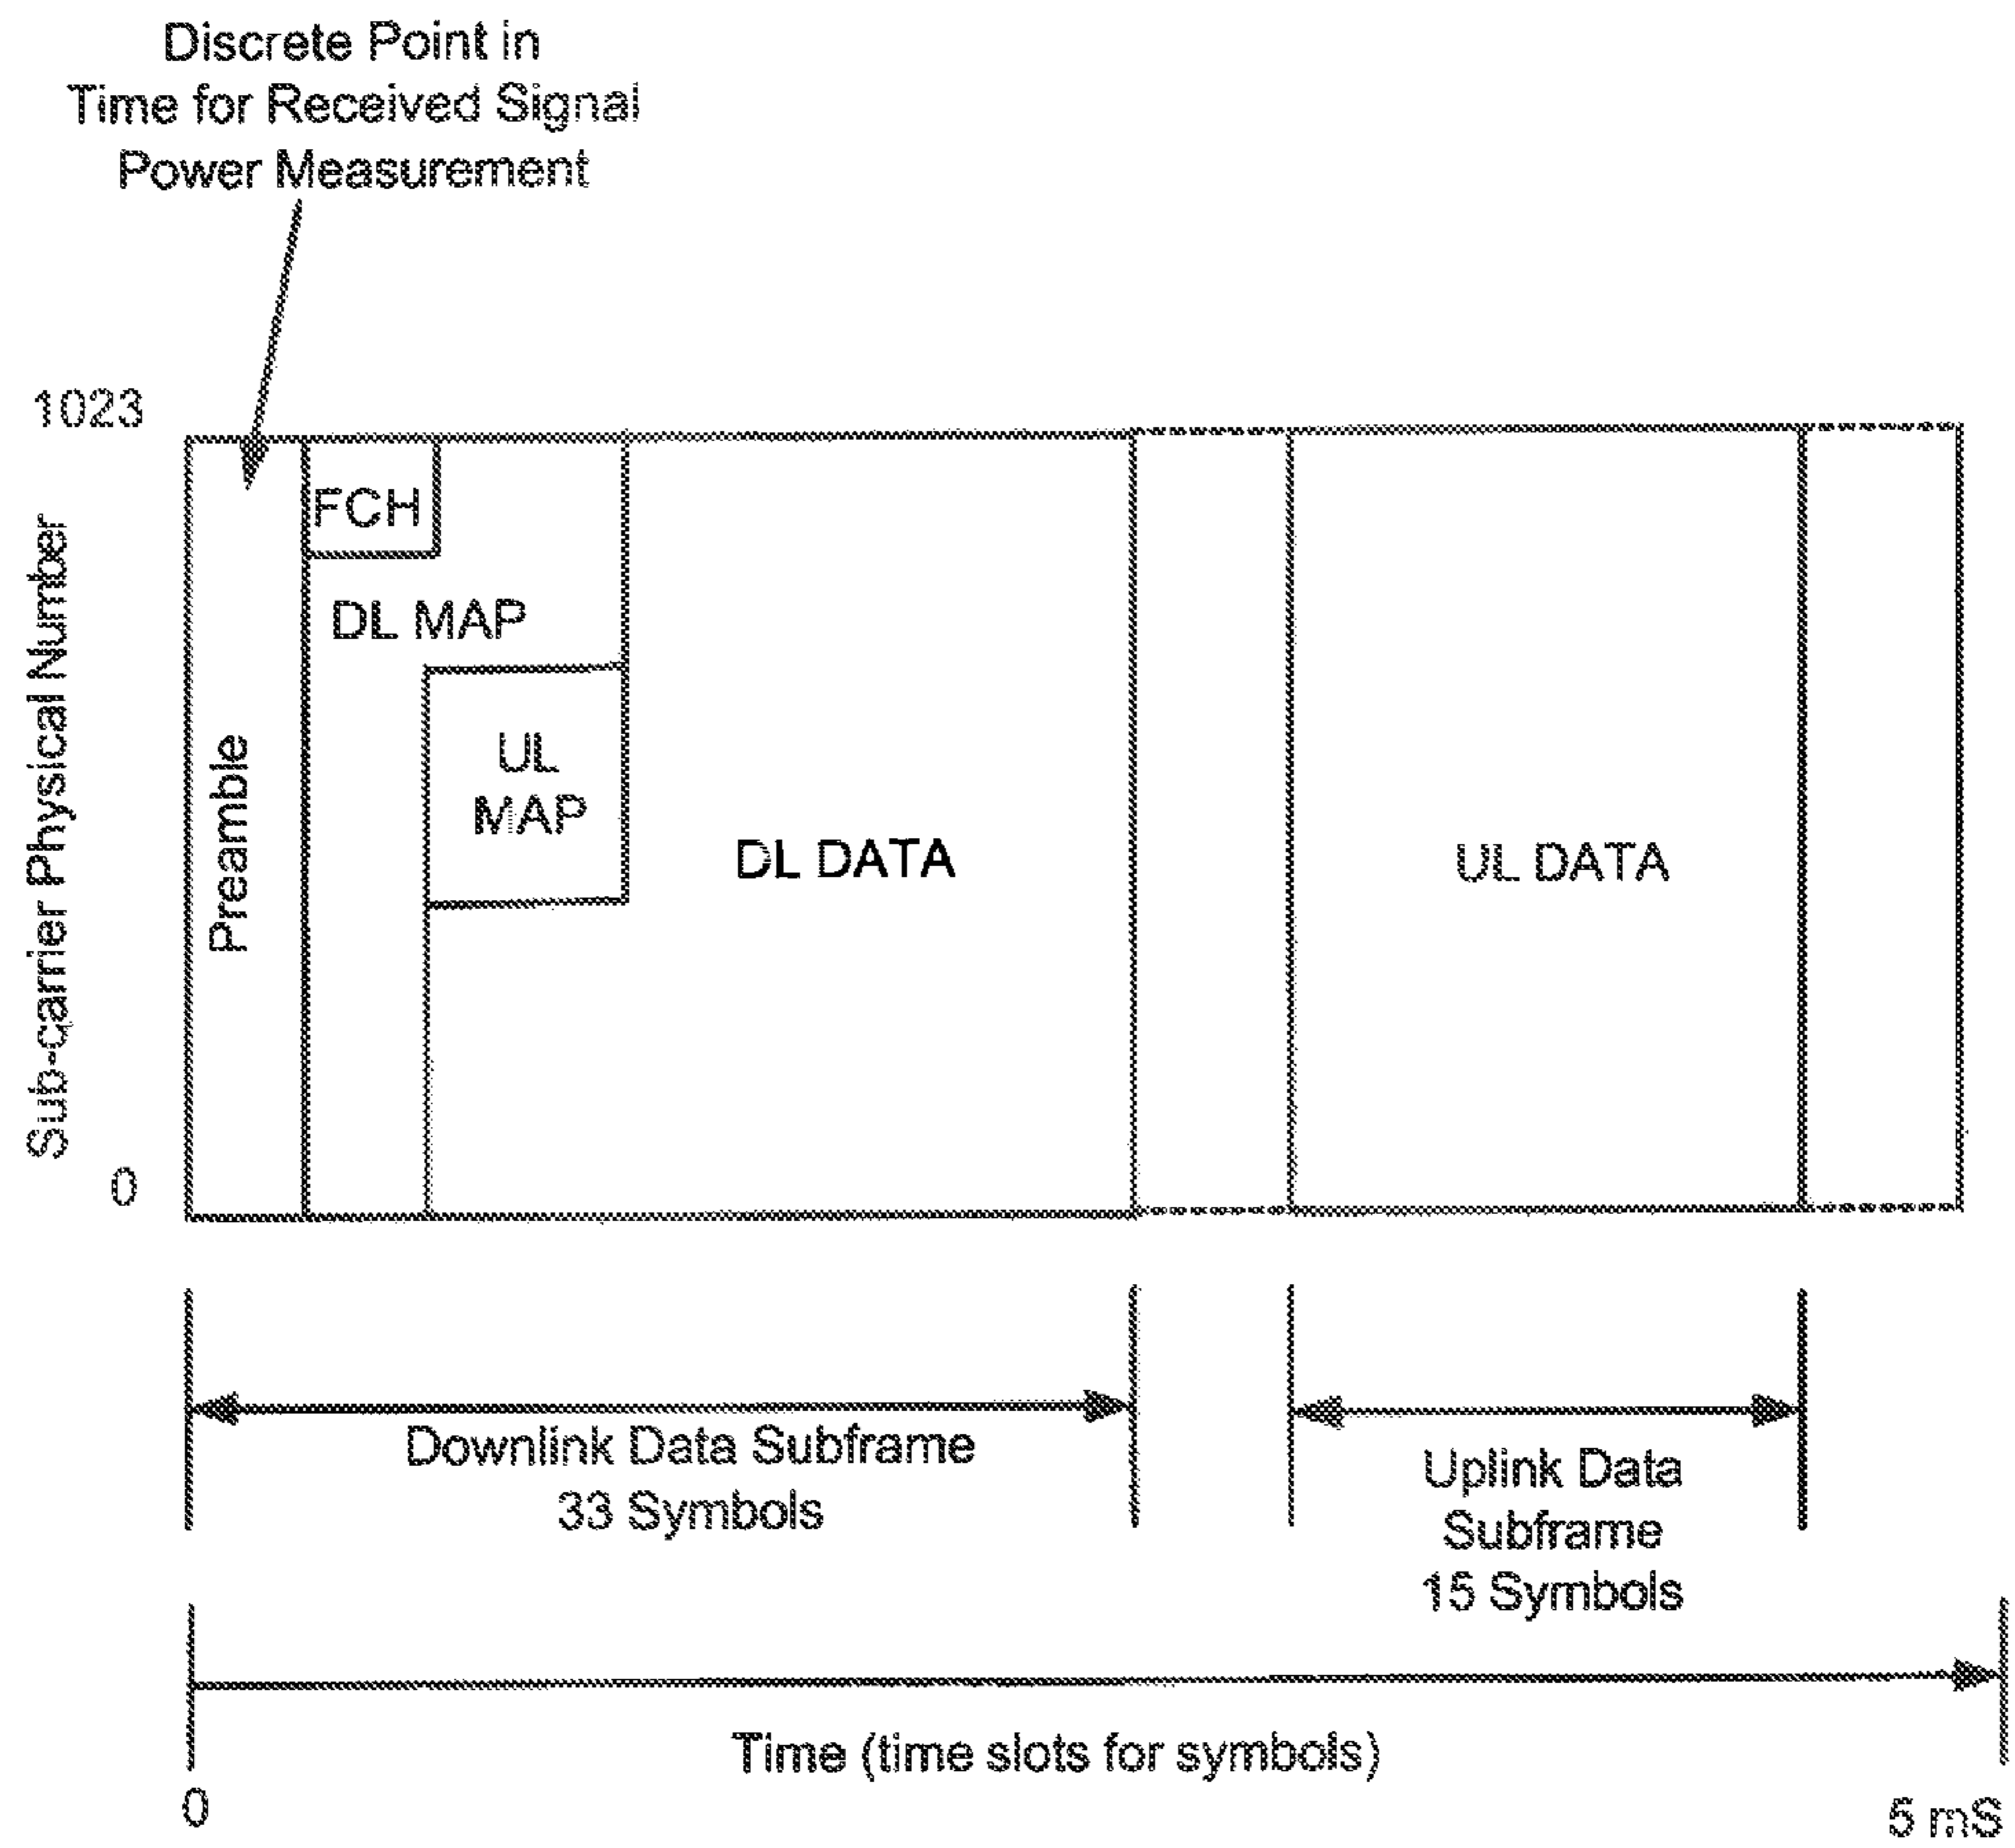 Discrete Point in
Time for Received Signal
Power Measurement
1023
Sub-carrier Physical Number
0
Preamble
FCH
DL MAP
UL
MAP
DL DATA
UL DATA
Downlink Data Subframe
33 Symbols
Uplink Data
Subframe
15 Symbols
Time (time slots for symbols)
0
5 mS